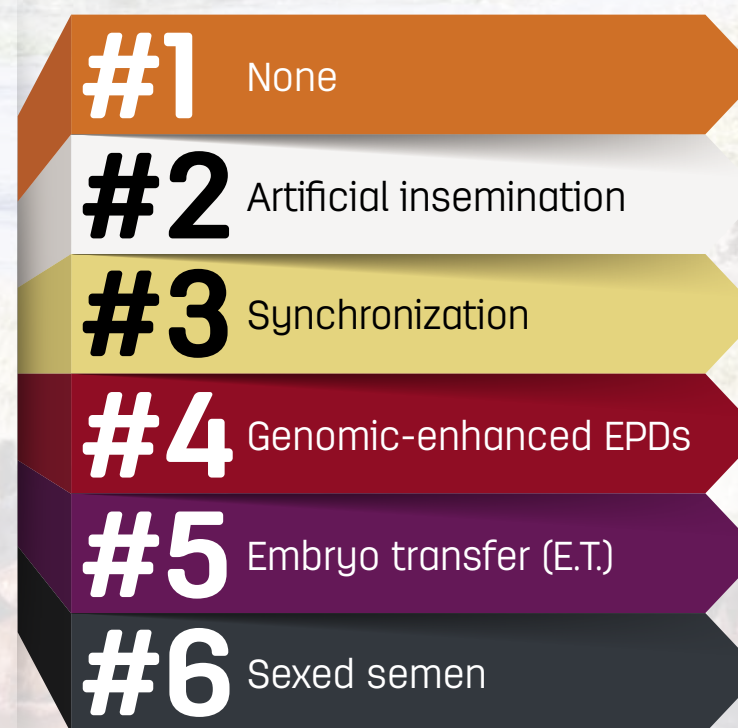 #1 None
#2 Artificial insemination
#3 Synchronization
#4 Genomic-enhanced EPDs
#5 Embryo transfer (E.T.)
#6 Sexed semen